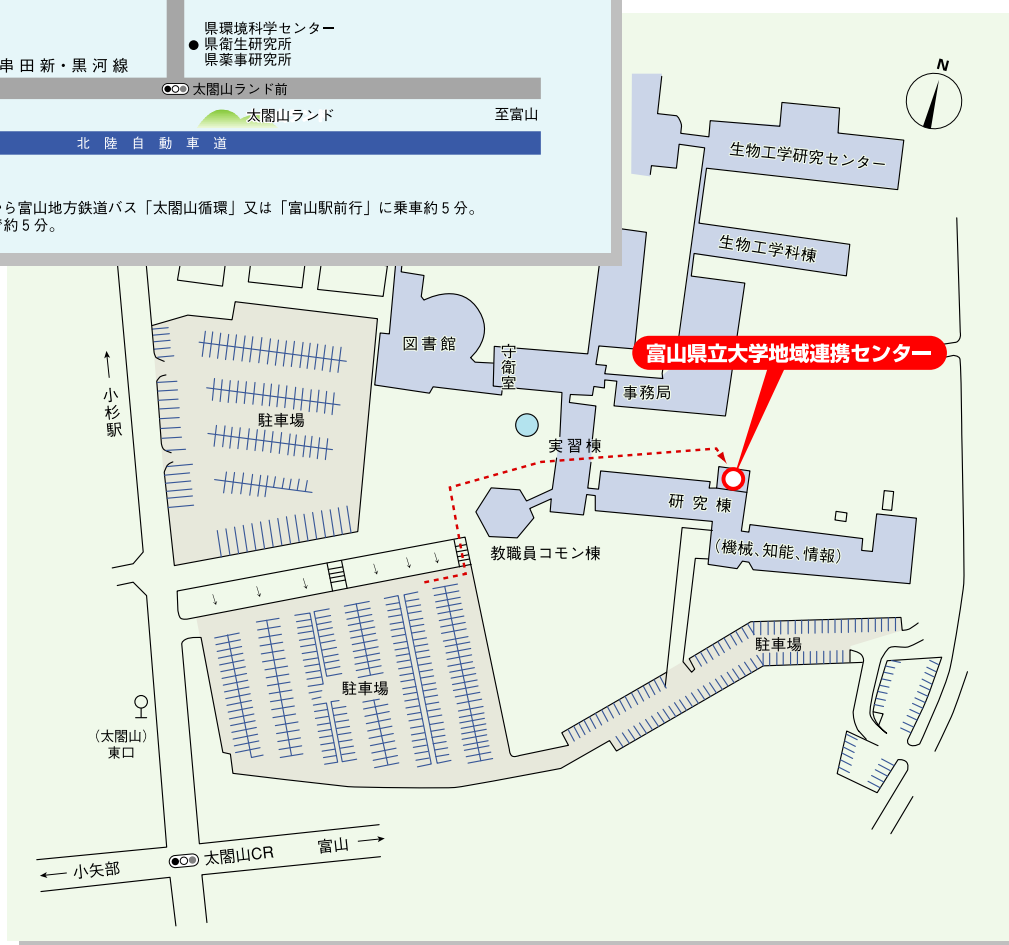 県環境科学センター
県衛生研究所
県薬事研究所
串田新・黒河線
太閤山ランド前
太閤山ランド
至富山
北陸自動車道
ら富山地方鉄道バス「太閤山循環」又は「富山駅前行」に乗車約5分。
約5分。
N
生物工学研究センター
生物工学科棟
図書館
守衛室
富山県立大学地域連携センター
事務局
小杉駅
駐車場
実習棟
研究棟
教職員コモン棟
(機械、知能、情報)
駐車場
駐車場
(太閤山)
東口
小矢部
太閤山CR
富山